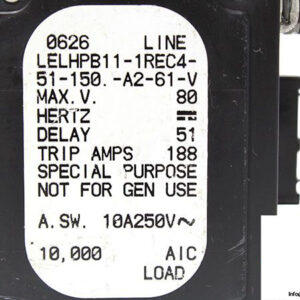 0626 LINE
LELHPB11-1REC4-
51-150.-A2-61-V
MAX.V. 80
HERTZ ⎓
DELAY 51
TRIP AMPS 188
SPECIAL PURPOSE
NOT FOR GEN USE
A.SW. 10A250V~
10,000 AIC
LOAD